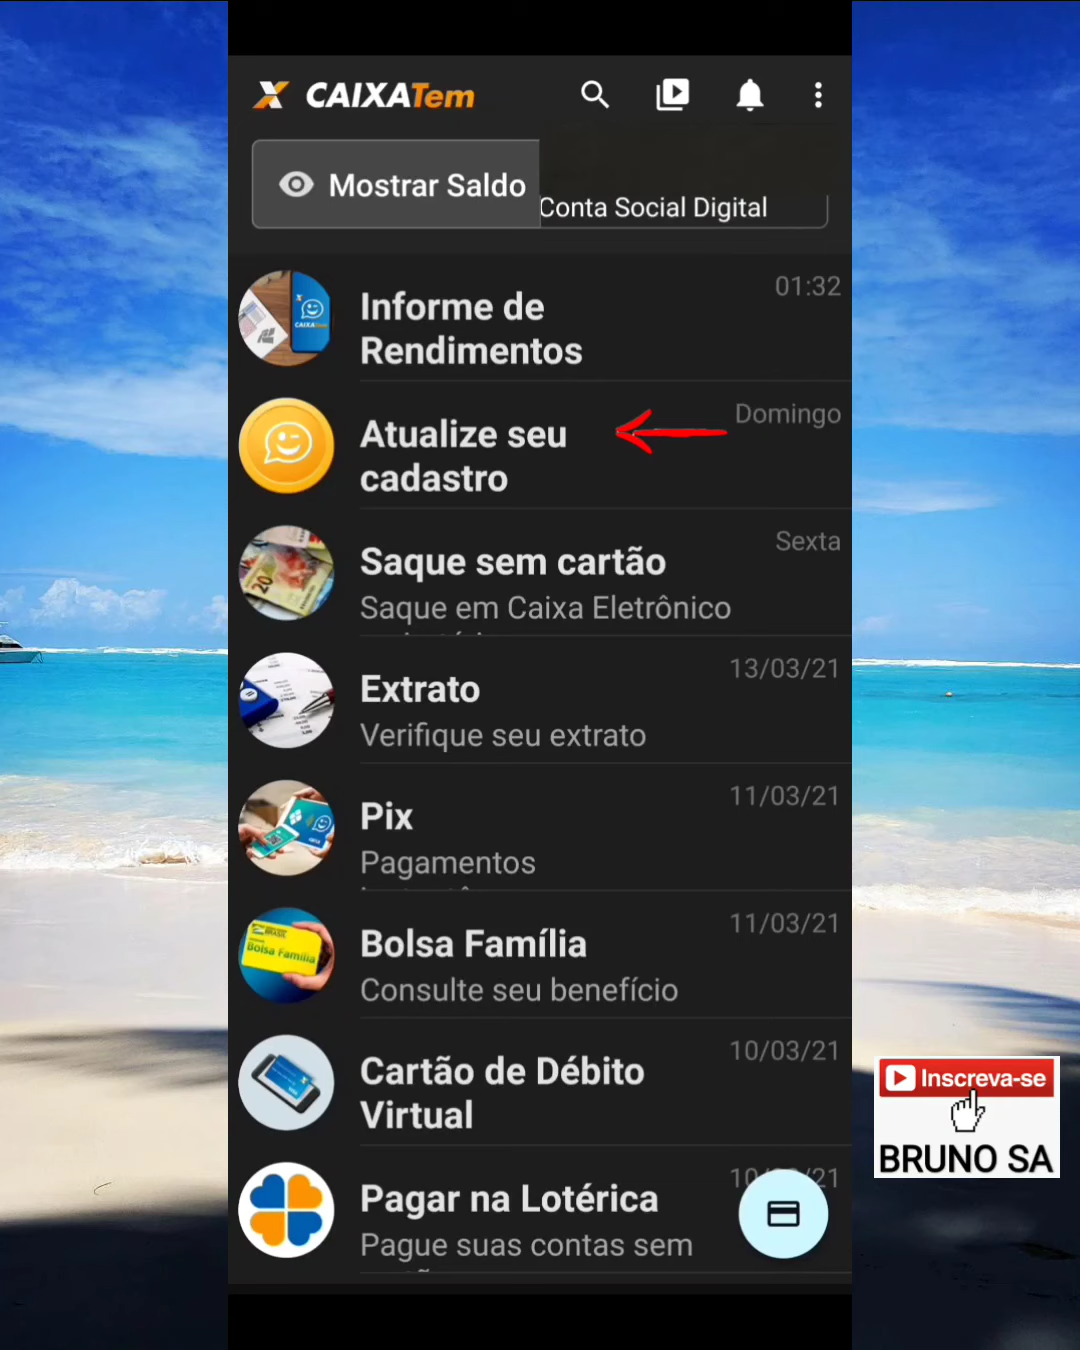 CAIXATem
Mostrar Saldo
Conta Social Digital
Informe de
Rendimentos
01:32
Atualize seu
cadastro
Domingo
Saque sem cartão
Sexta
Saque em Caixa Eletrônico
Extrato
13/03/21
Verifique seu extrato
Pix
11/03/21
Pagamentos
Bolsa Família
11/03/21
Consulte seu benefício
Cartão de Débito
Virtual
10/03/21
Pagar na Lotérica
Pague suas contas sem
Inscreva-se
BRUNO SA